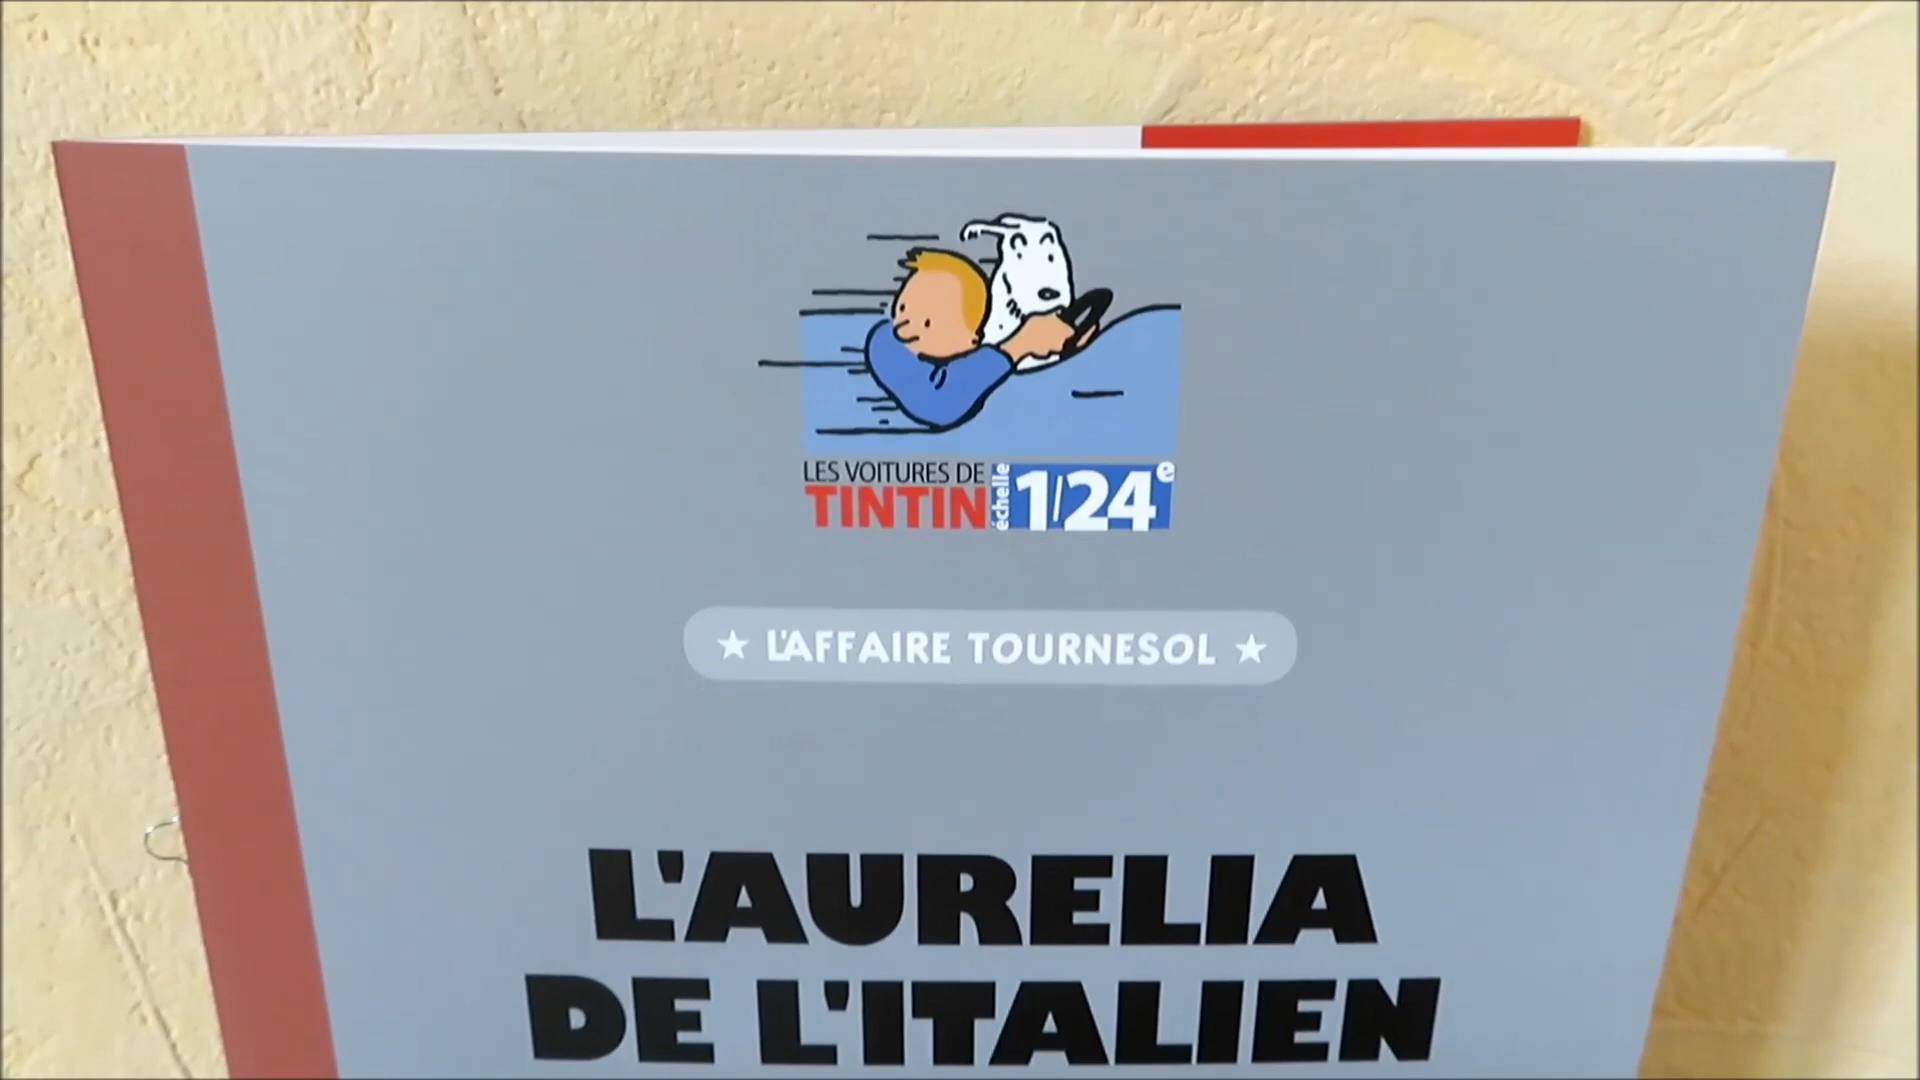 LES VOITURES DE
TINTIN
échelle
1/24e
★ L'AFFAIRE TOURNESOL ★
L'AURELIA
DE L'ITALIEN